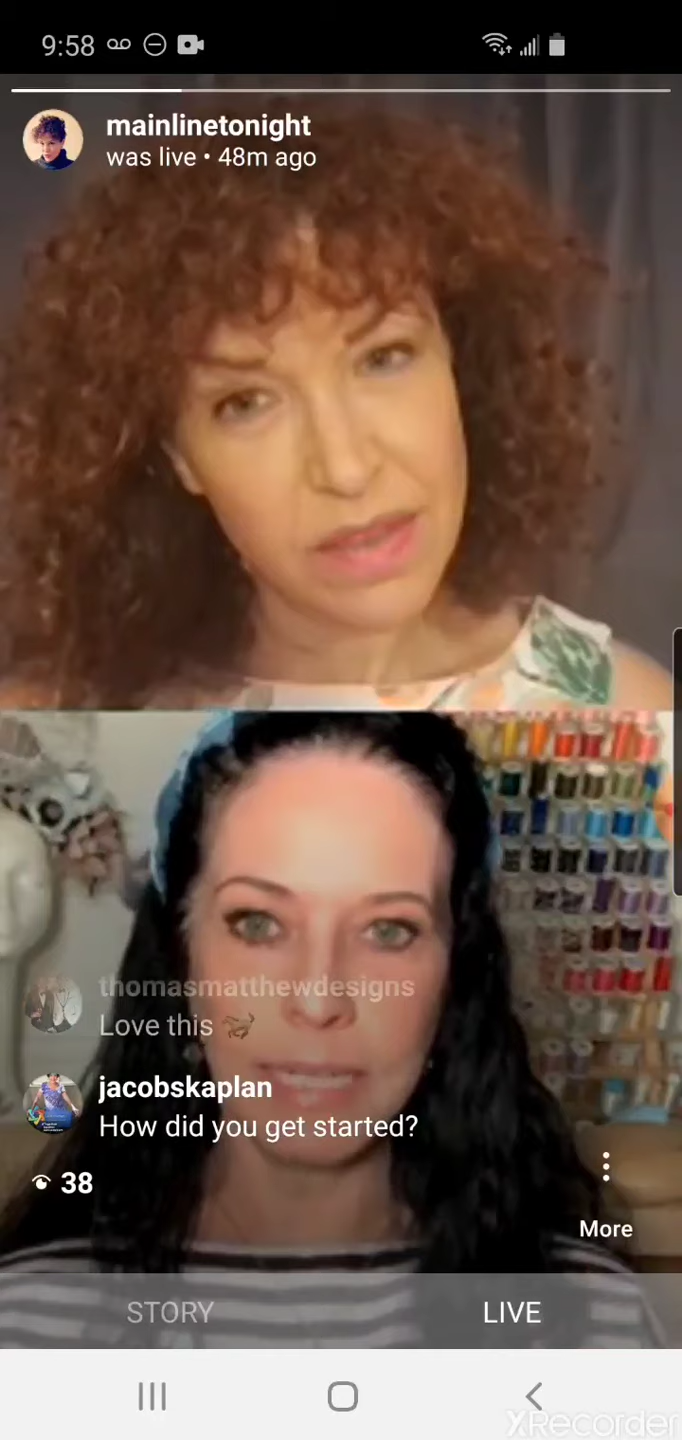 9:58
mainlinetonight
was live • 48m ago
thomasmatthewdesigns
Love this
jacobskaplan
How did you get started?
38
More
STORY
LIVE
XRecorder